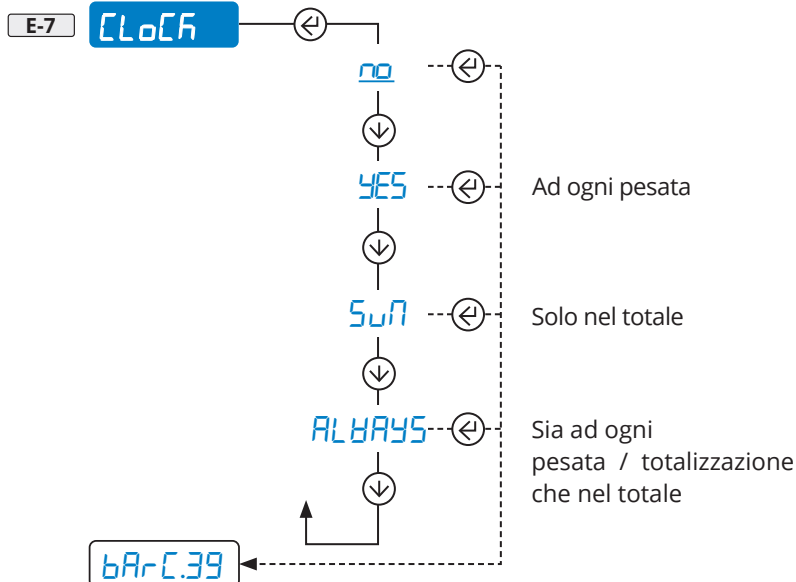 E-7 CLoCK
no
YES Ad ogni pesata
SuM Solo nel totale
ALWAYS Sia ad ogni
pesata / totalizzazione
che nel totale
bArC.39